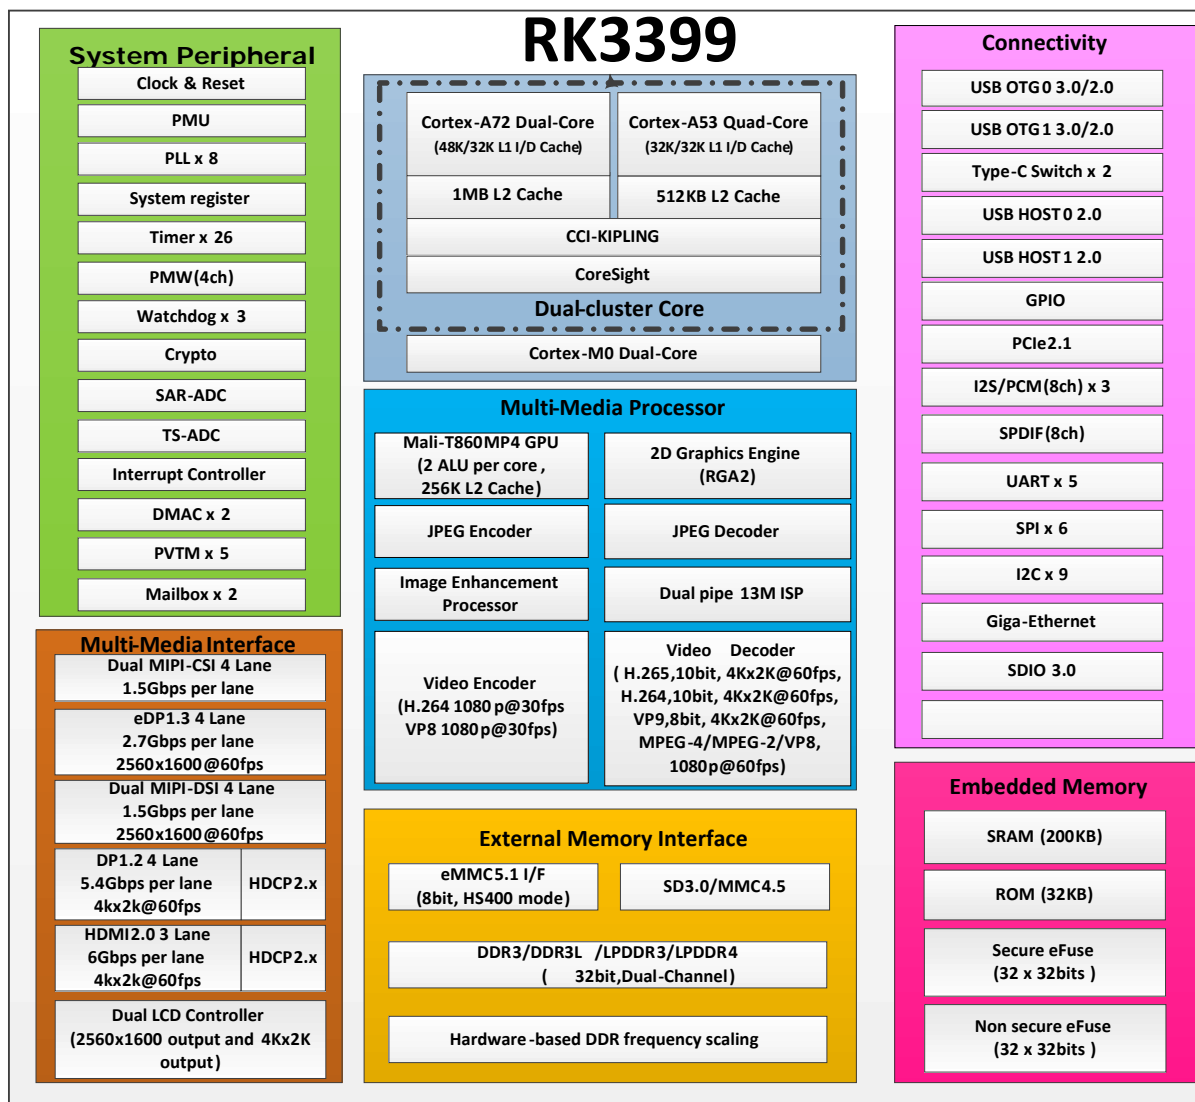 RK3399
System Peripheral
Clock & Reset
PMU
PLL x 8
System register
Timer x 26
PMW(4ch)
Watchdog x 3
Crypto
SAR-ADC
TS-ADC
Interrupt Controller
DMAC x 2
PVTM x 5
Mailbox x 2
Multi-Media Interface
Dual MIPI-CSI 4 Lane
1.5Gbps per lane
eDP1.3 4 Lane
2.7Gbps per lane
2560x1600@60fps
Dual MIPI-DSI 4 Lane
1.5Gbps per lane
2560x1600@60fps
DP1.2 4 Lane
5.4Gbps per lane
4kx2k@60fps
HDCP2.x
HDMI2.0 3 Lane
6Gbps per lane
4kx2k@60fps
HDCP2.x
Dual LCD Controller
(2560x1600 output and 4Kx2K
output)
Cortex-A72 Dual-Core
(48K/32K L1 I/D Cache)
Cortex-A53 Quad-Core
(32K/32K L1 I/D Cache)
1MB L2 Cache
512KB L2 Cache
CCI-KIPLING
CoreSight
Dual-cluster Core
Cortex-M0 Dual-Core
Multi-Media Processor
Mali-T860MP4 GPU
(2 ALU per core ,
256K L2 Cache)
2D Graphics Engine
(RGA2)
JPEG Encoder
JPEG Decoder
Image Enhancement
Processor
Dual pipe 13M ISP
Video Encoder
(H.264 1080p@30fps
VP8 1080p@30fps)
Video Decoder
( H.265,10bit, 4Kx2K@60fps,
H.264,10bit, 4Kx2K@60fps,
VP9,8bit, 4Kx2K@60fps,
MPEG-4/MPEG-2/VP8,
1080p@60fps)
External Memory Interface
eMMC5.1 I/F
(8bit, HS400 mode)
SD3.0/MMC4.5
DDR3/DDR3L /LPDDR3/LPDDR4
( 32bit,Dual-Channel)
Hardware-based DDR frequency scaling
Connectivity
USB OTG0 3.0/2.0
USB OTG1 3.0/2.0
Type-C Switch x 2
USB HOST0 2.0
USB HOST1 2.0
GPIO
PCIe2.1
I2S/PCM(8ch) x 3
SPDIF(8ch)
UART x 5
SPI x 6
I2C x 9
Giga-Ethernet
SDIO 3.0
Embedded Memory
SRAM (200KB)
ROM (32KB)
Secure eFuse
(32 x 32bits )
Non secure eFuse
(32 x 32bits )